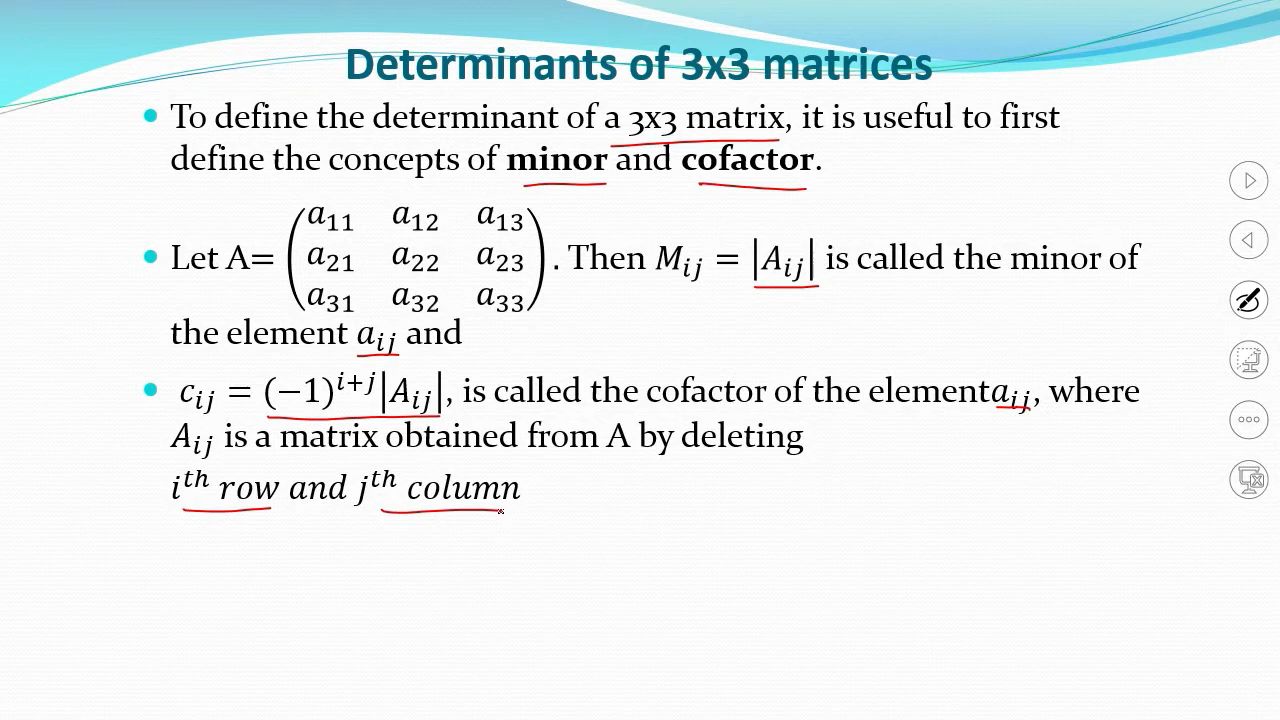 Determinants of 3x3 matrices
• To define the determinant of a 3x3 matrix, it is useful to first
define the concepts of minor and cofactor.
a₁₁ a₁₂ a₁₃
• Let A= ( a₂₁ a₂₂ a₂₃ ) . Then Mᵢⱼ = |Aᵢⱼ| is called the minor of
a₃₁ a₃₂ a₃₃
the element aᵢⱼ and
• cᵢⱼ = (−1)ⁱ⁺ʲ|Aᵢⱼ|, is called the cofactor of the elementaᵢⱼ, where
Aᵢⱼ is a matrix obtained from A by deleting
iᵗʰ row and jᵗʰ column